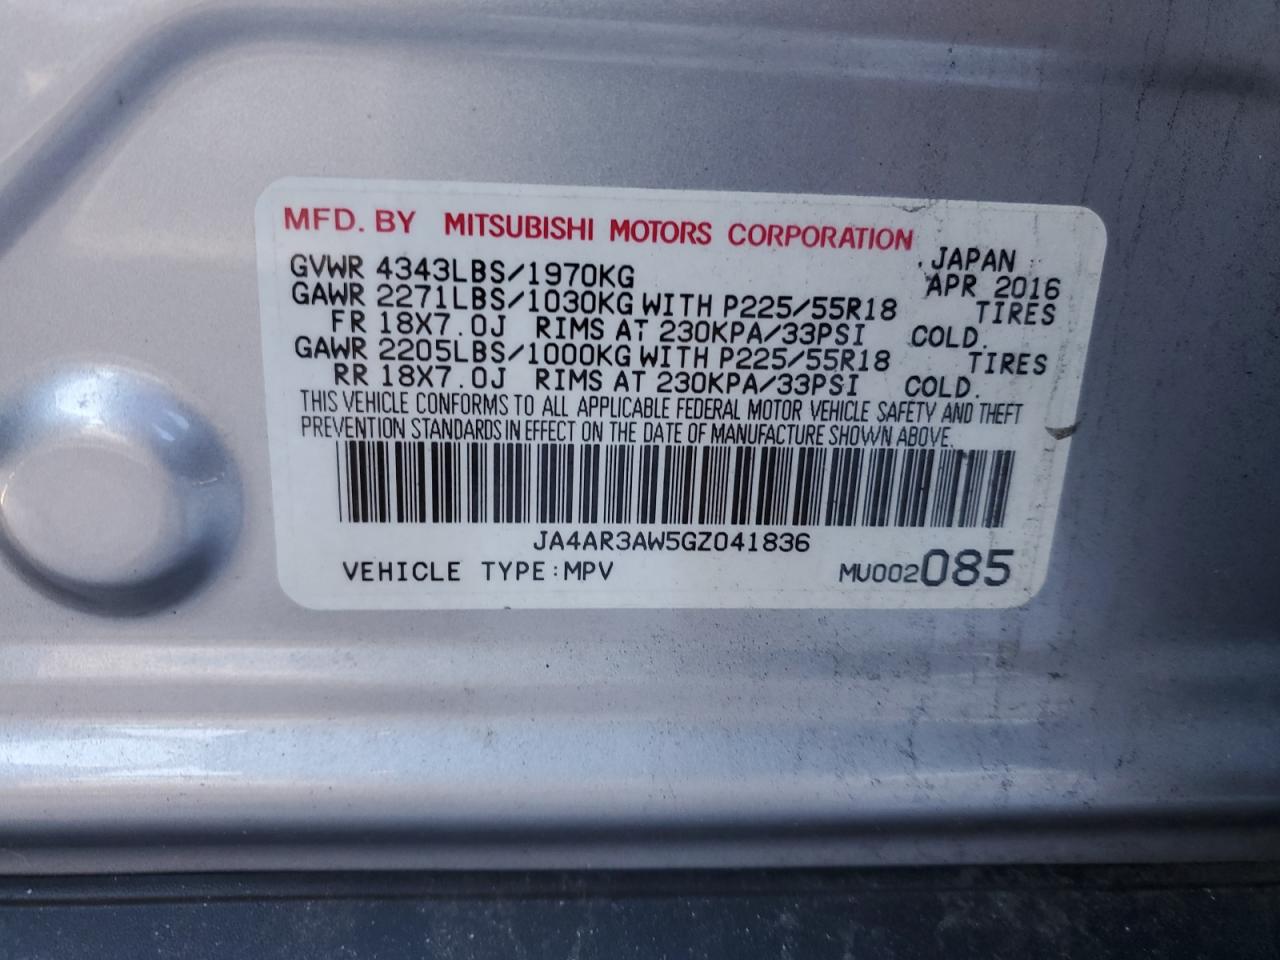 MFD. BY MITSUBISHI MOTORS CORPORATION
JAPAN
GVWR 4343LBS/1970KG APR 2016
GAWR 2271LBS/1030KG WITH P225/55R18 TIRES
FR 18X7.0J RIMS AT 230KPA/33PSI COLD.
GAWR 2205LBS/1000KG WITH P225/55R18 TIRES
RR 18X7.0J RIMS AT 230KPA/33PSI COLD.
THIS VEHICLE CONFORMS TO ALL APPLICABLE FEDERAL MOTOR VEHICLE SAFETY AND THEFT
PREVENTION STANDARDS IN EFFECT ON THE DATE OF MANUFACTURE SHOWN ABOVE.
JA4AR3AW5GZ041836
VEHICLE TYPE:MPV MU002085